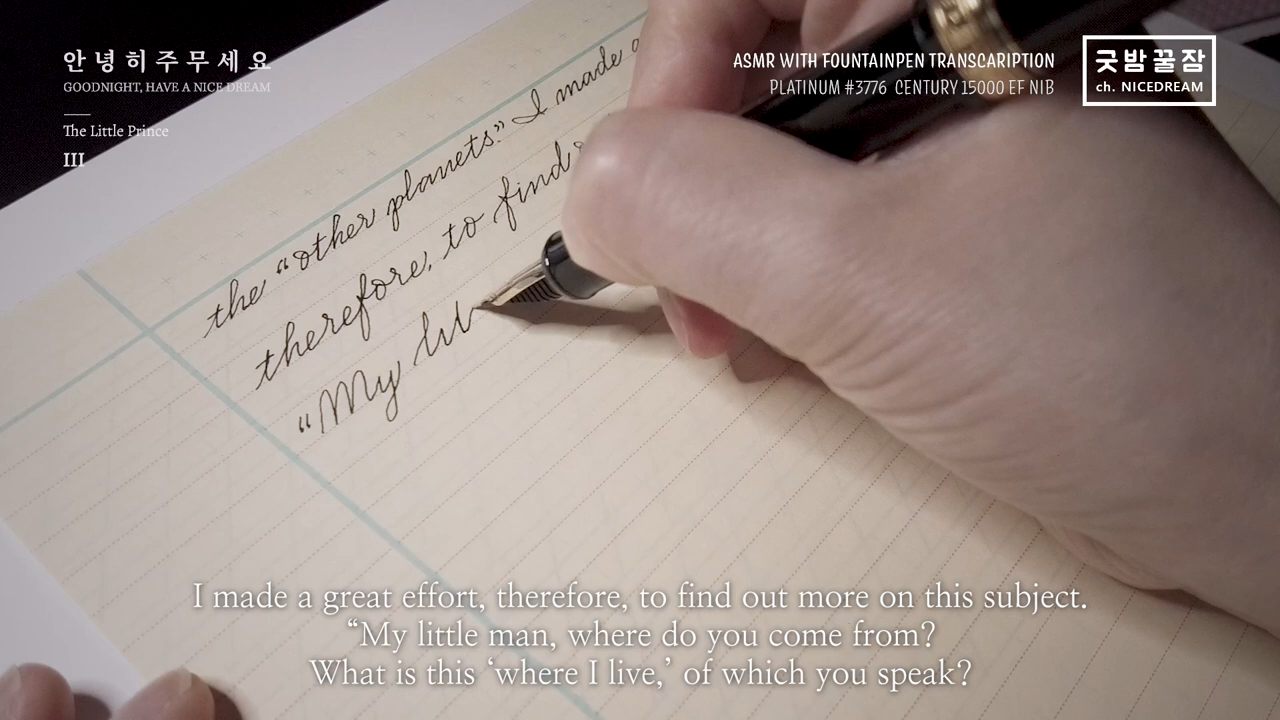 안녕히주무세요
GOODNIGHT, HAVE A NICE DREAM
The Little Prince
III
ASMR WITH FOUNTAINPEN TRANSCARIPTION
PLATINUM #3776 CENTURY 15000 EF NIB
굿밤꿀잠
ch. NICEDREAM
the “other planets.” I made a
therefore, to find
“My lit
I made a great effort, therefore, to find out more on this subject.
“My little man, where do you come from?
What is this ‘where I live,’ of which you speak?